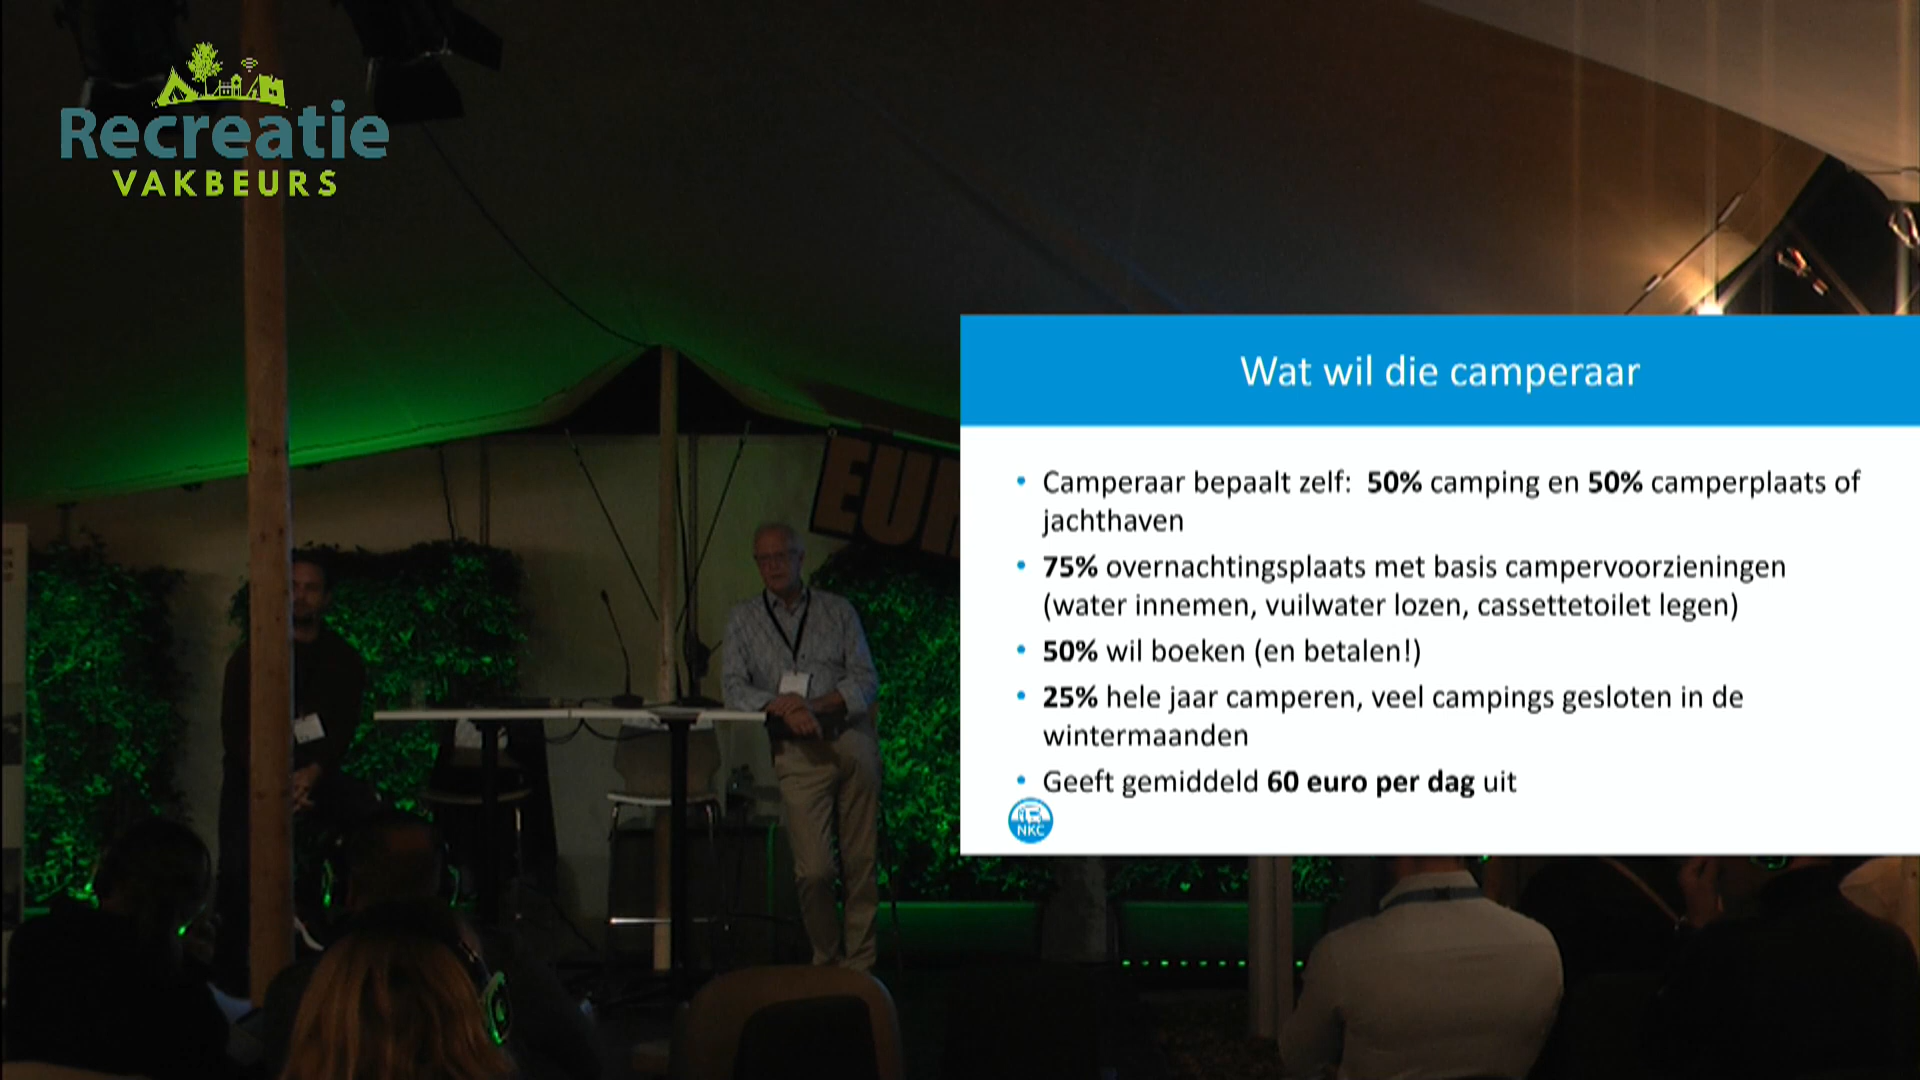 Recreatie
VAKBEURS
EUR
Wat wil die camperaar
• Camperaar bepaalt zelf: 50% camping en 50% camperplaats of
jachthaven
• 75% overnachtingsplaats met basis campervoorzieningen
(water innemen, vuilwater lozen, cassettetoilet legen)
• 50% wil boeken (en betalen!)
• 25% hele jaar camperen, veel campings gesloten in de
wintermaanden
• Geeft gemiddeld 60 euro per dag uit
NKC